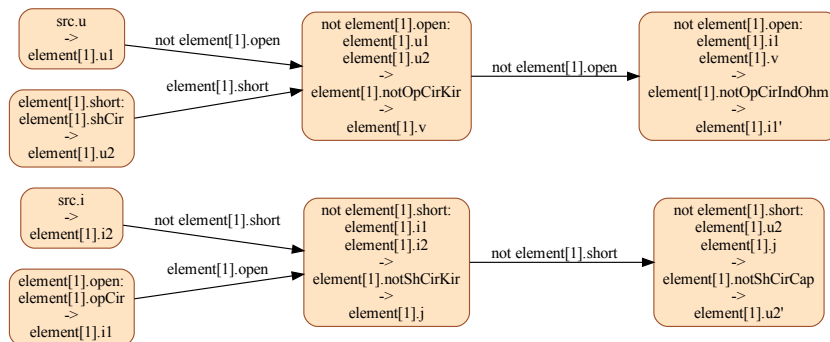 src.u
->
element[1].u1
not element[1].open
element[1].short:
element[1].shCir
->
element[1].u2
element[1].short
not element[1].open:
element[1].u1
element[1].u2
->
element[1].notOpCirKir
->
element[1].v
not element[1].open
not element[1].open:
element[1].i1
element[1].v
->
element[1].notOpCirIndOhm
->
element[1].i1'
src.i
->
element[1].i2
not element[1].short
element[1].open:
element[1].opCir
->
element[1].i1
element[1].open
not element[1].short:
element[1].i1
element[1].i2
->
element[1].notShCirKir
->
element[1].j
not element[1].short
not element[1].short:
element[1].u2
element[1].j
->
element[1].notShCirCap
->
element[1].u2'